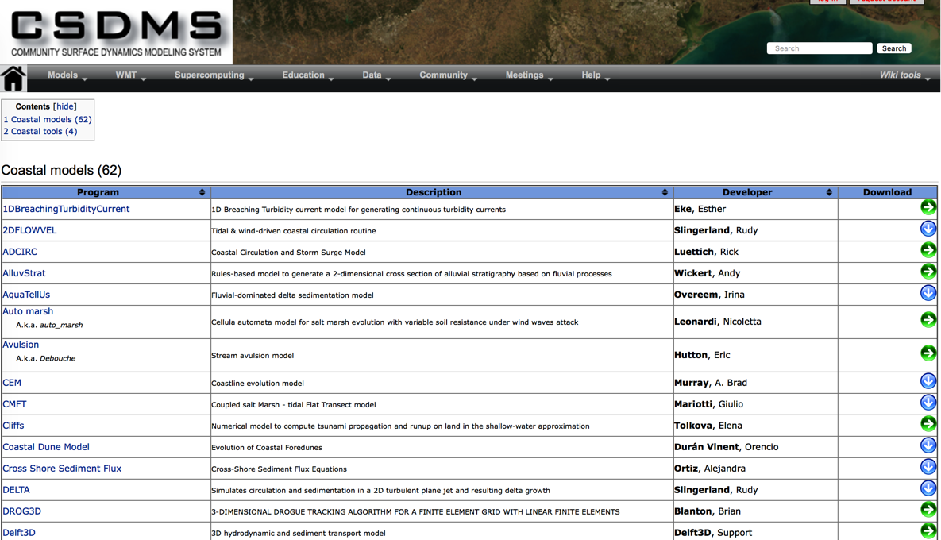 CSDMS
COMMUNITY SURFACE DYNAMICS MODELING SYSTEM
Search Search
Models WMT Supercomputing Education Data Community Meetings Help Wiki tools
Contents [hide]
1 Coastal models (62)
2 Coastal tools (4)
Coastal models (62)
Program Description Developer Download
1DBreachingTurbidityCurrent 1D Breaching Turbidity current model for generating continuous turbidity currents Eke, Esther
2DFLOWVEL Tidal & wind-driven coastal circulation routine Slingerland, Rudy
ADCIRC Coastal Circulation and Storm Surge Model Luettich, Rick
AlluvStrat Rules-based model to generate a 2-dimensional cross section of alluvial stratigraphy based on fluvial processes Wickert, Andy
AquaTellUs Fluvial-dominated delta sedimentation model Overeem, Irina
Auto marsh
A.k.a. auto_marsh Cellula automata model for salt marsh evolution with variable soil resistance under wind waves attack Leonardi, Nicoletta
Avulsion
A.k.a. Debouche Stream avulsion model Hutton, Eric
CEM Coastline evolution model Murray, A. Brad
CMFT Coupled salt Marsh - tidal Flat Transect model Mariotti, Giulio
Cliffs Numerical model to compute tsunami propagation and runup on land in the shallow-water approximation Tolkova, Elena
Coastal Dune Model Evolution of Coastal Foredunes Durán Vinent, Orencio
Cross Shore Sediment Flux Cross-Shore Sediment Flux Equations Ortiz, Alejandra
DELTA Simulates circulation and sedimentation in a 2D turbulent plane jet and resulting delta growth Slingerland, Rudy
DROG3D 3-DIMENSIONAL DROGUE TRACKING ALGORITHM FOR A FINITE ELEMENT GRID WITH LINEAR FINITE ELEMENTS Blanton, Brian
Delft3D 3D hydrodynamic and sediment transport model Delft3D, Support